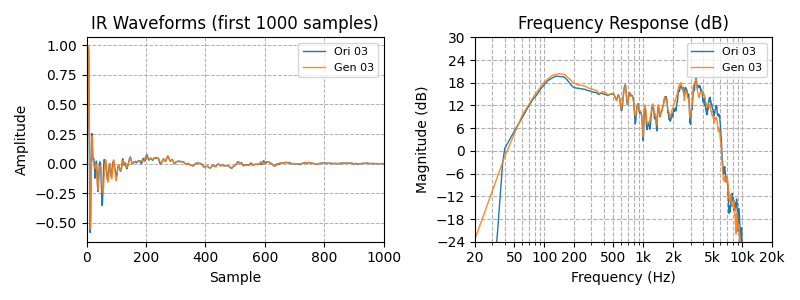 IR Waveforms (first 1000 samples)
Amplitude
1.00
0.75
0.50
0.25
0.00
−0.25
−0.50
Ori 03
Gen 03
0
200
400
600
800
1000
Sample
Frequency Response (dB)
Magnitude (dB)
30
24
18
12
6
0
−6
−12
−18
−24
Ori 03
Gen 03
20
50
100
200
500
1k
2k
5k
10k
20k
Frequency (Hz)